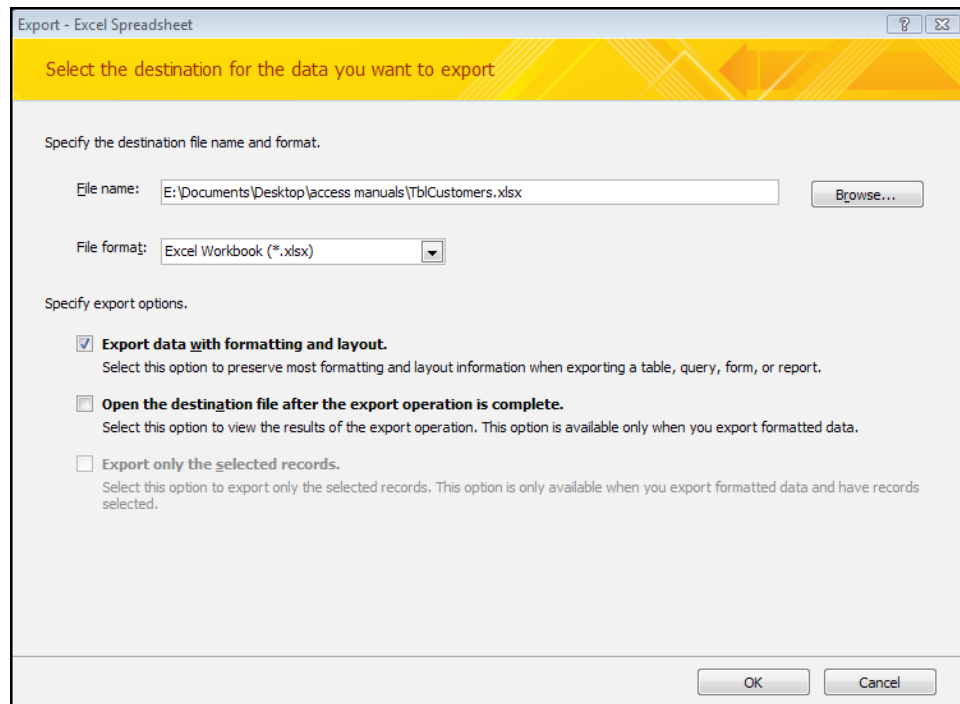 Export - Excel Spreadsheet
Select the destination for the data you want to export
Specify the destination file name and format.
File name: E:\Documents\Desktop\access manuals\TblCustomers.xlsx Browse...
File format: Excel Workbook (*.xlsx)
Specify export options.
Export data with formatting and layout.
Select this option to preserve most formatting and layout information when exporting a table, query, form, or report.
Open the destination file after the export operation is complete.
Select this option to view the results of the export operation. This option is available only when you export formatted data.
Export only the selected records.
Select this option to export only the selected records. This option is only available when you export formatted data and have records
selected.
OK Cancel